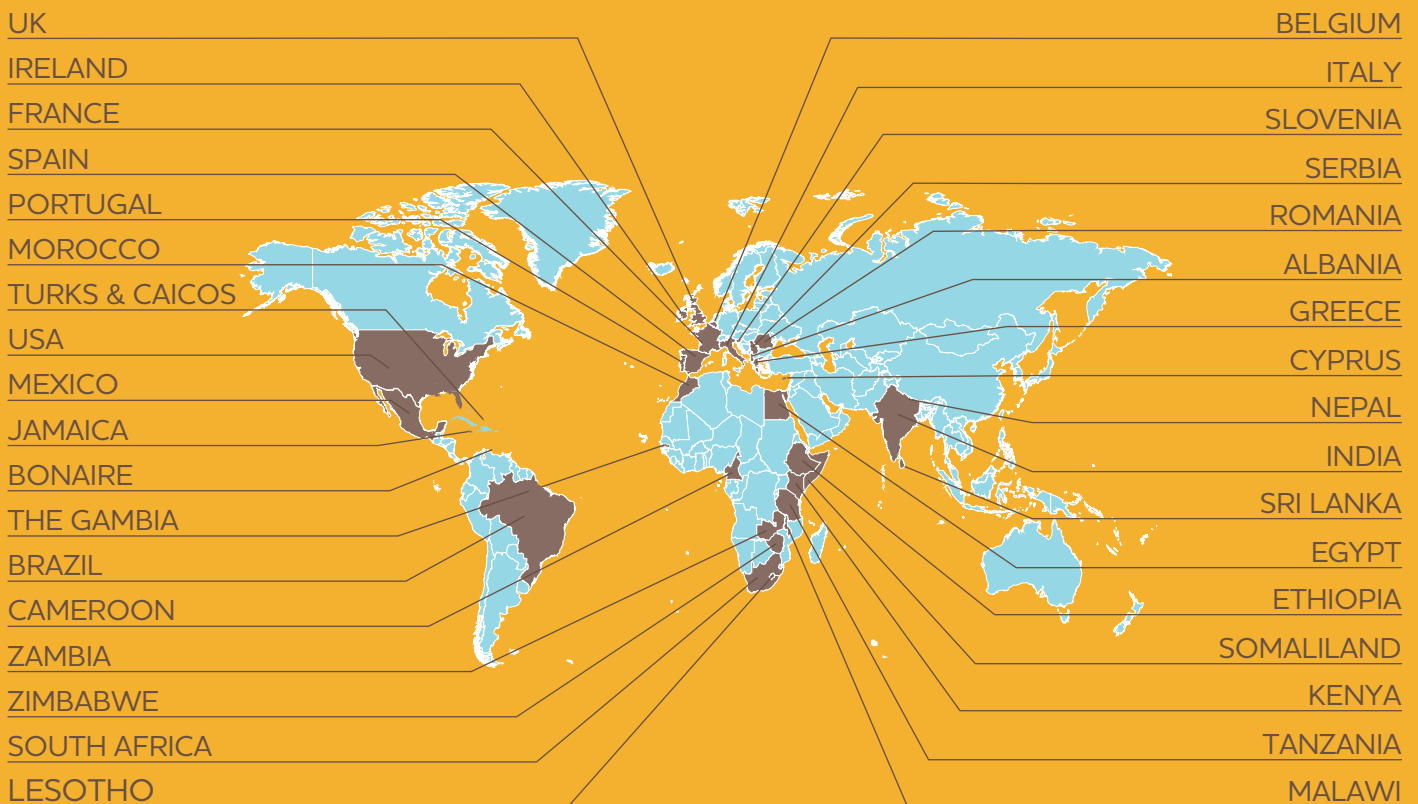 UK
IRELAND
FRANCE
SPAIN
PORTUGAL
MOROCCO
TURKS & CAICOS
USA
MEXICO
JAMAICA
BONAIRE
THE GAMBIA
BRAZIL
CAMEROON
ZAMBIA
ZIMBABWE
SOUTH AFRICA
LESOTHO
BELGIUM
ITALY
SLOVENIA
SERBIA
ROMANIA
ALBANIA
GREECE
CYPRUS
NEPAL
INDIA
SRI LANKA
EGYPT
ETHIOPIA
SOMALILAND
KENYA
TANZANIA
MALAWI